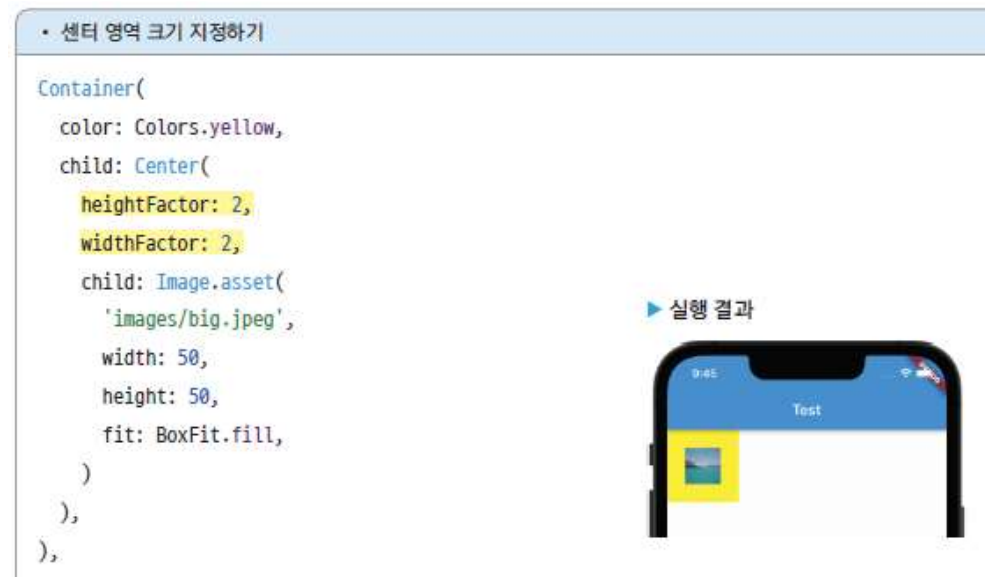 • 센터 영역 크기 지정하기
Container(
color: Colors.yellow,
child: Center(
heightFactor: 2,
widthFactor: 2,
child: Image.asset(
'images/big.jpeg',
width: 50,
height: 50,
fit: BoxFit.fill,
)
),
),
▶ 실행 결과
9:45
Test